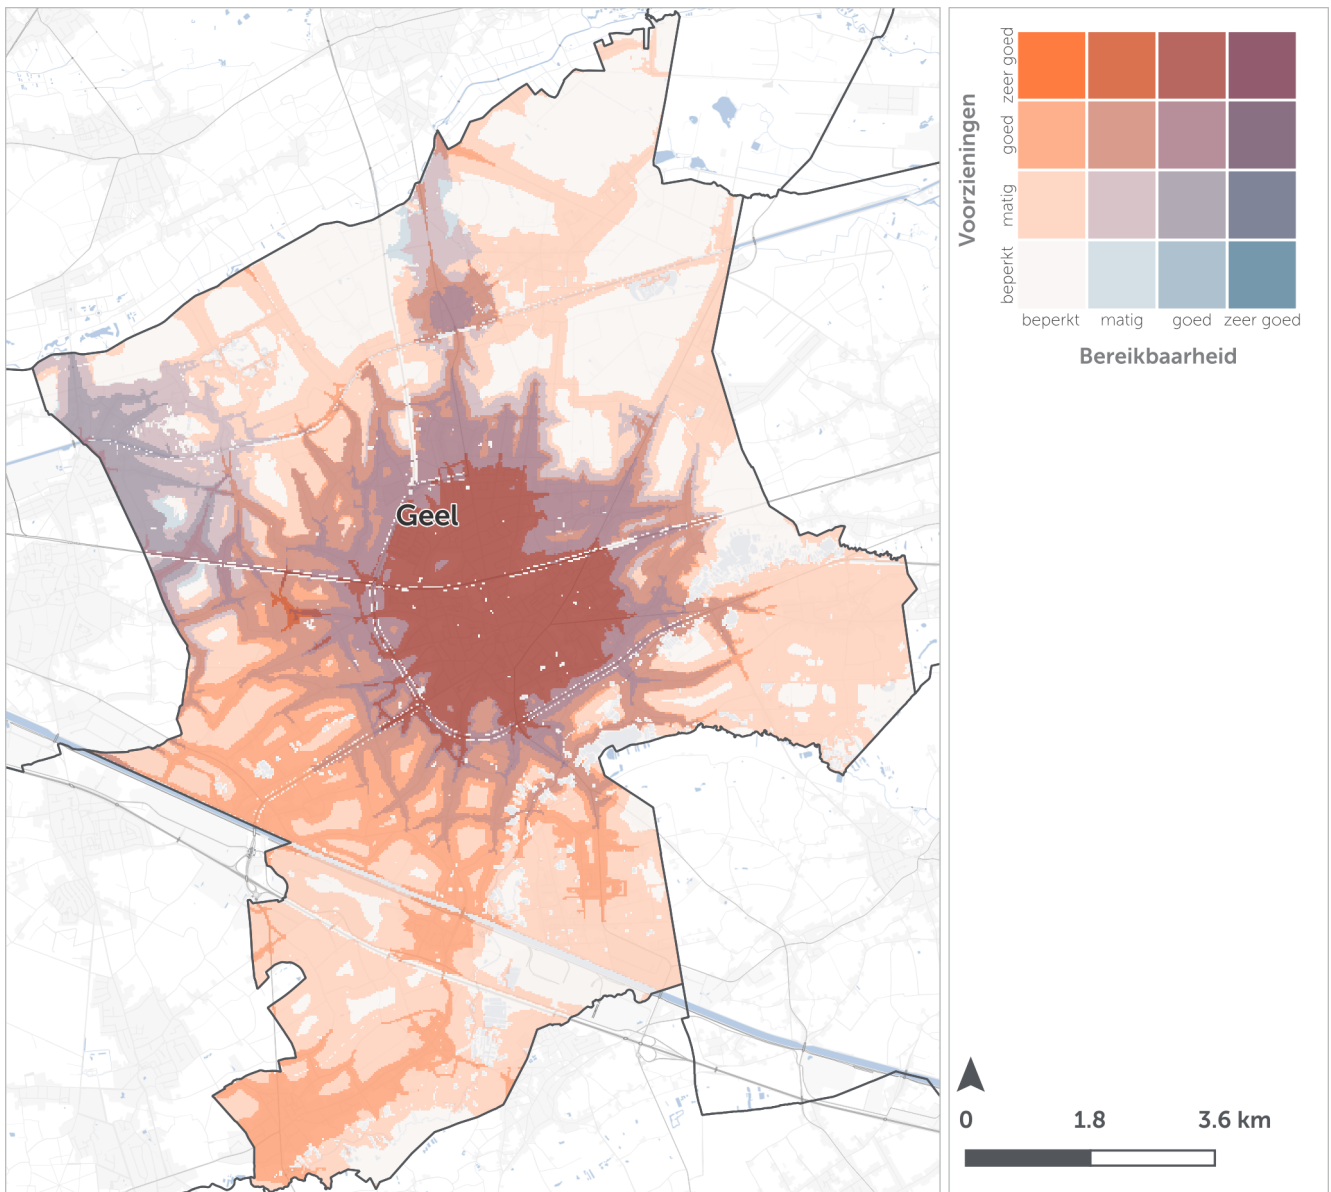 Geel
Voorzieningen
zeer goed
goed
matig
beperkt
beperkt matig goed zeer goed
Bereikbaarheid
0 1.8 3.6 km